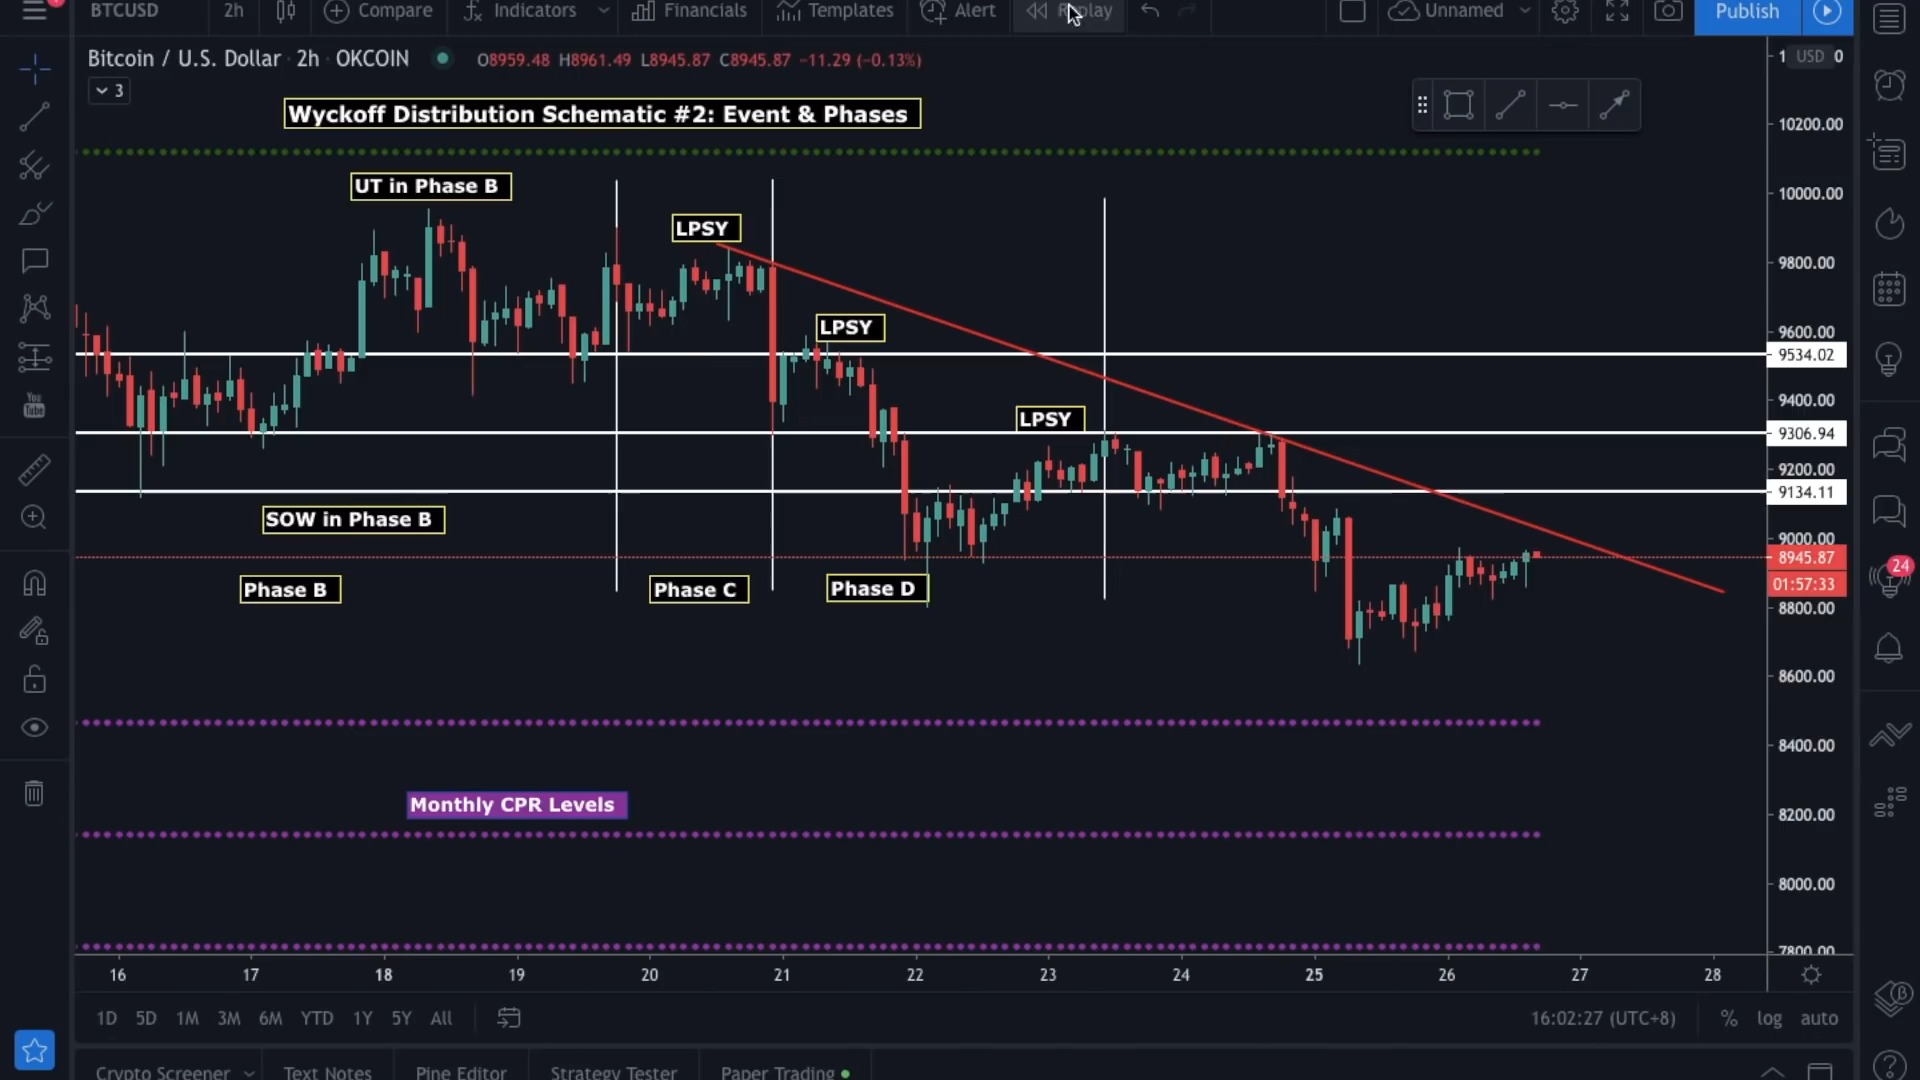 BTCUSD 2h Compare Indicators Financials Templates Alert Replay Unnamed Publish
Bitcoin / U.S. Dollar · 2h · OKCOIN O8959.48 H8961.49 L8945.87 C8945.87 −11.29 (−0.13%)
3
Wyckoff Distribution Schematic #2: Event & Phases
UT in Phase B
LPSY
LPSY
LPSY
SOW in Phase B
Phase B
Phase C
Phase D
Monthly CPR Levels
USD
10200.00
10000.00
9800.00
9600.00
9534.02
9400.00
9306.94
9200.00
9134.11
9000.00
8945.87
01:57:33
8800.00
8600.00
8400.00
8200.00
8000.00
7800.00
You
Tube
24
16 17 18 19 20 21 22 23 24 25 26 27 28
1D 5D 1M 3M 6M YTD 1Y 5Y All 16:02:27 (UTC+8) % log auto
Crypto Screener Text Notes Pine Editor Strategy Tester Paper Trading